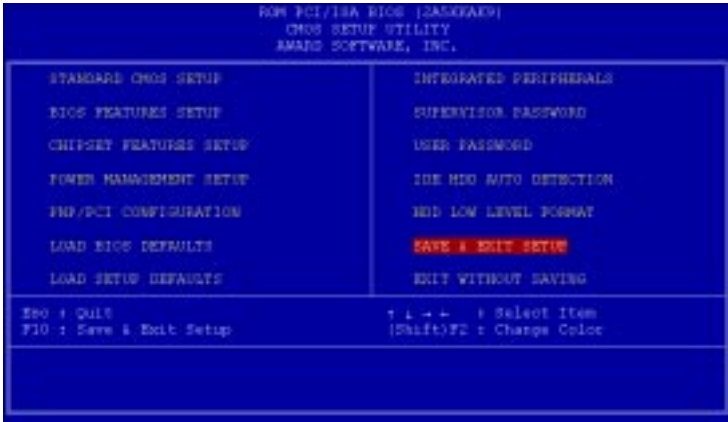 ROM PCI/ISA BIOS
CMOS SETUP UTILITY
AWARD SOFTWARE, INC.
STANDARD CMOS SETUP
BIOS FEATURES SETUP
CHIPSET FEATURES SETUP
POWER MANAGEMENT SETUP
PNP/PCI CONFIGURATION
LOAD BIOS DEFAULTS
LOAD SETUP DEFAULTS
INTEGRATED PERIPHERALS
SUPERVISOR PASSWORD
USER PASSWORD
IDE HDD AUTO DETECTION
HDD LOW LEVEL FORMAT
SAVE & EXIT SETUP
EXIT WITHOUT SAVING
Esc : Quit
F10 : Save & Exit Setup
↑ ↓ → ← : Select Item
(Shift)F2 : Change Color